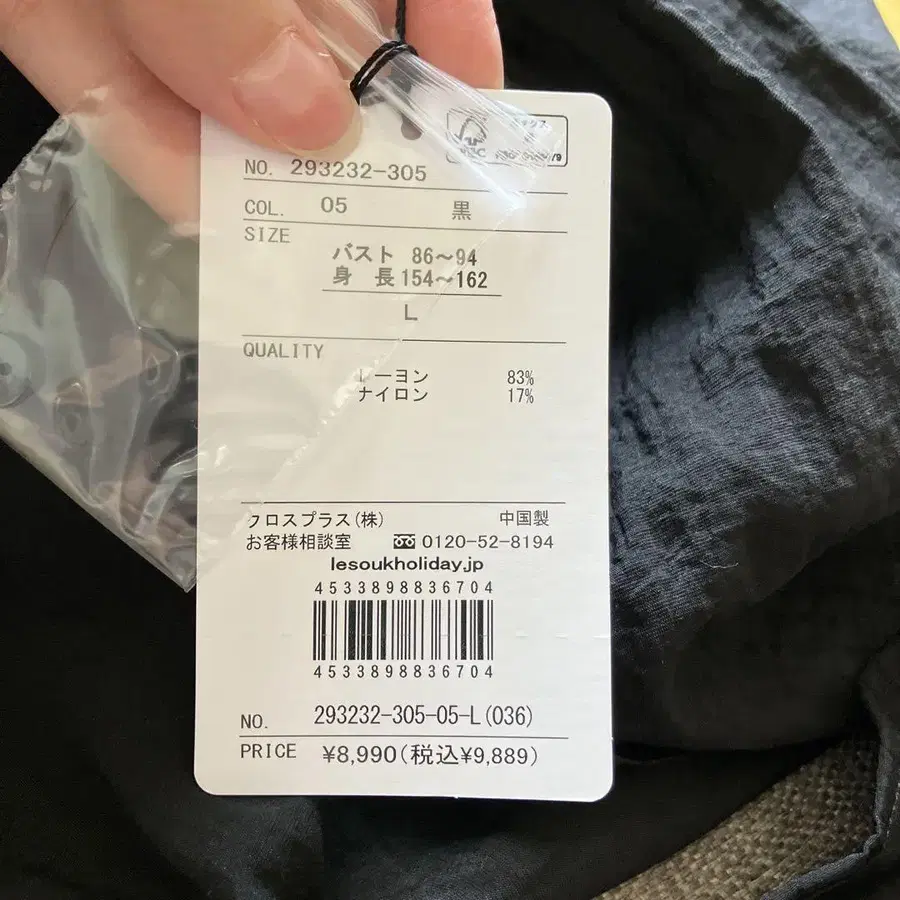 NO. 293232-305
COL. 05 黒
SIZE
バスト 86～94
身 長 154～162
L
QUALITY
レーヨン 83%
ナイロン 17%
クロスプラス(株) 中国製
お客様相談室 0120-52-8194
lesoukholiday.jp
4533898836704
4533898836704
NO. 293232-305-05-L(036)
PRICE ¥8,990(税込¥9,889)